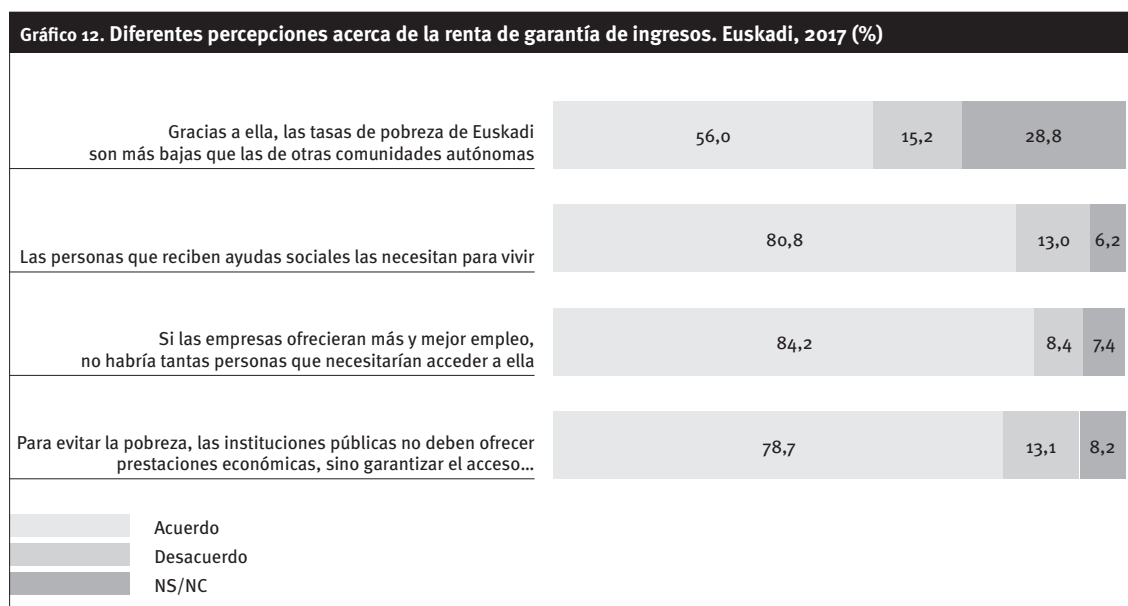 Gráfico 12. Diferentes percepciones acerca de la renta de garantía de ingresos. Euskadi, 2017 (%)
Gracias a ella, las tasas de pobreza de Euskadi
son más bajas que las de otras comunidades autónomas
56,0 15,2 28,8
Las personas que reciben ayudas sociales las necesitan para vivir
80,8 13,0 6,2
Si las empresas ofrecieran más y mejor empleo,
no habría tantas personas que necesitarían acceder a ella
84,2 8,4 7,4
Para evitar la pobreza, las instituciones públicas no deben ofrecer
prestaciones económicas, sino garantizar el acceso...
78,7 13,1 8,2
Acuerdo
Desacuerdo
NS/NC